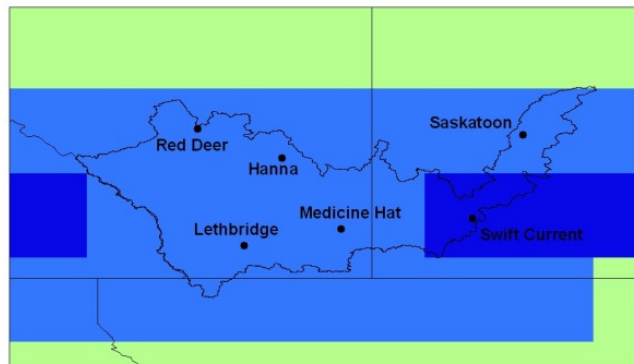 Saskatoon
Red Deer
Hanna
Medicine Hat
Lethbridge
Swift Current